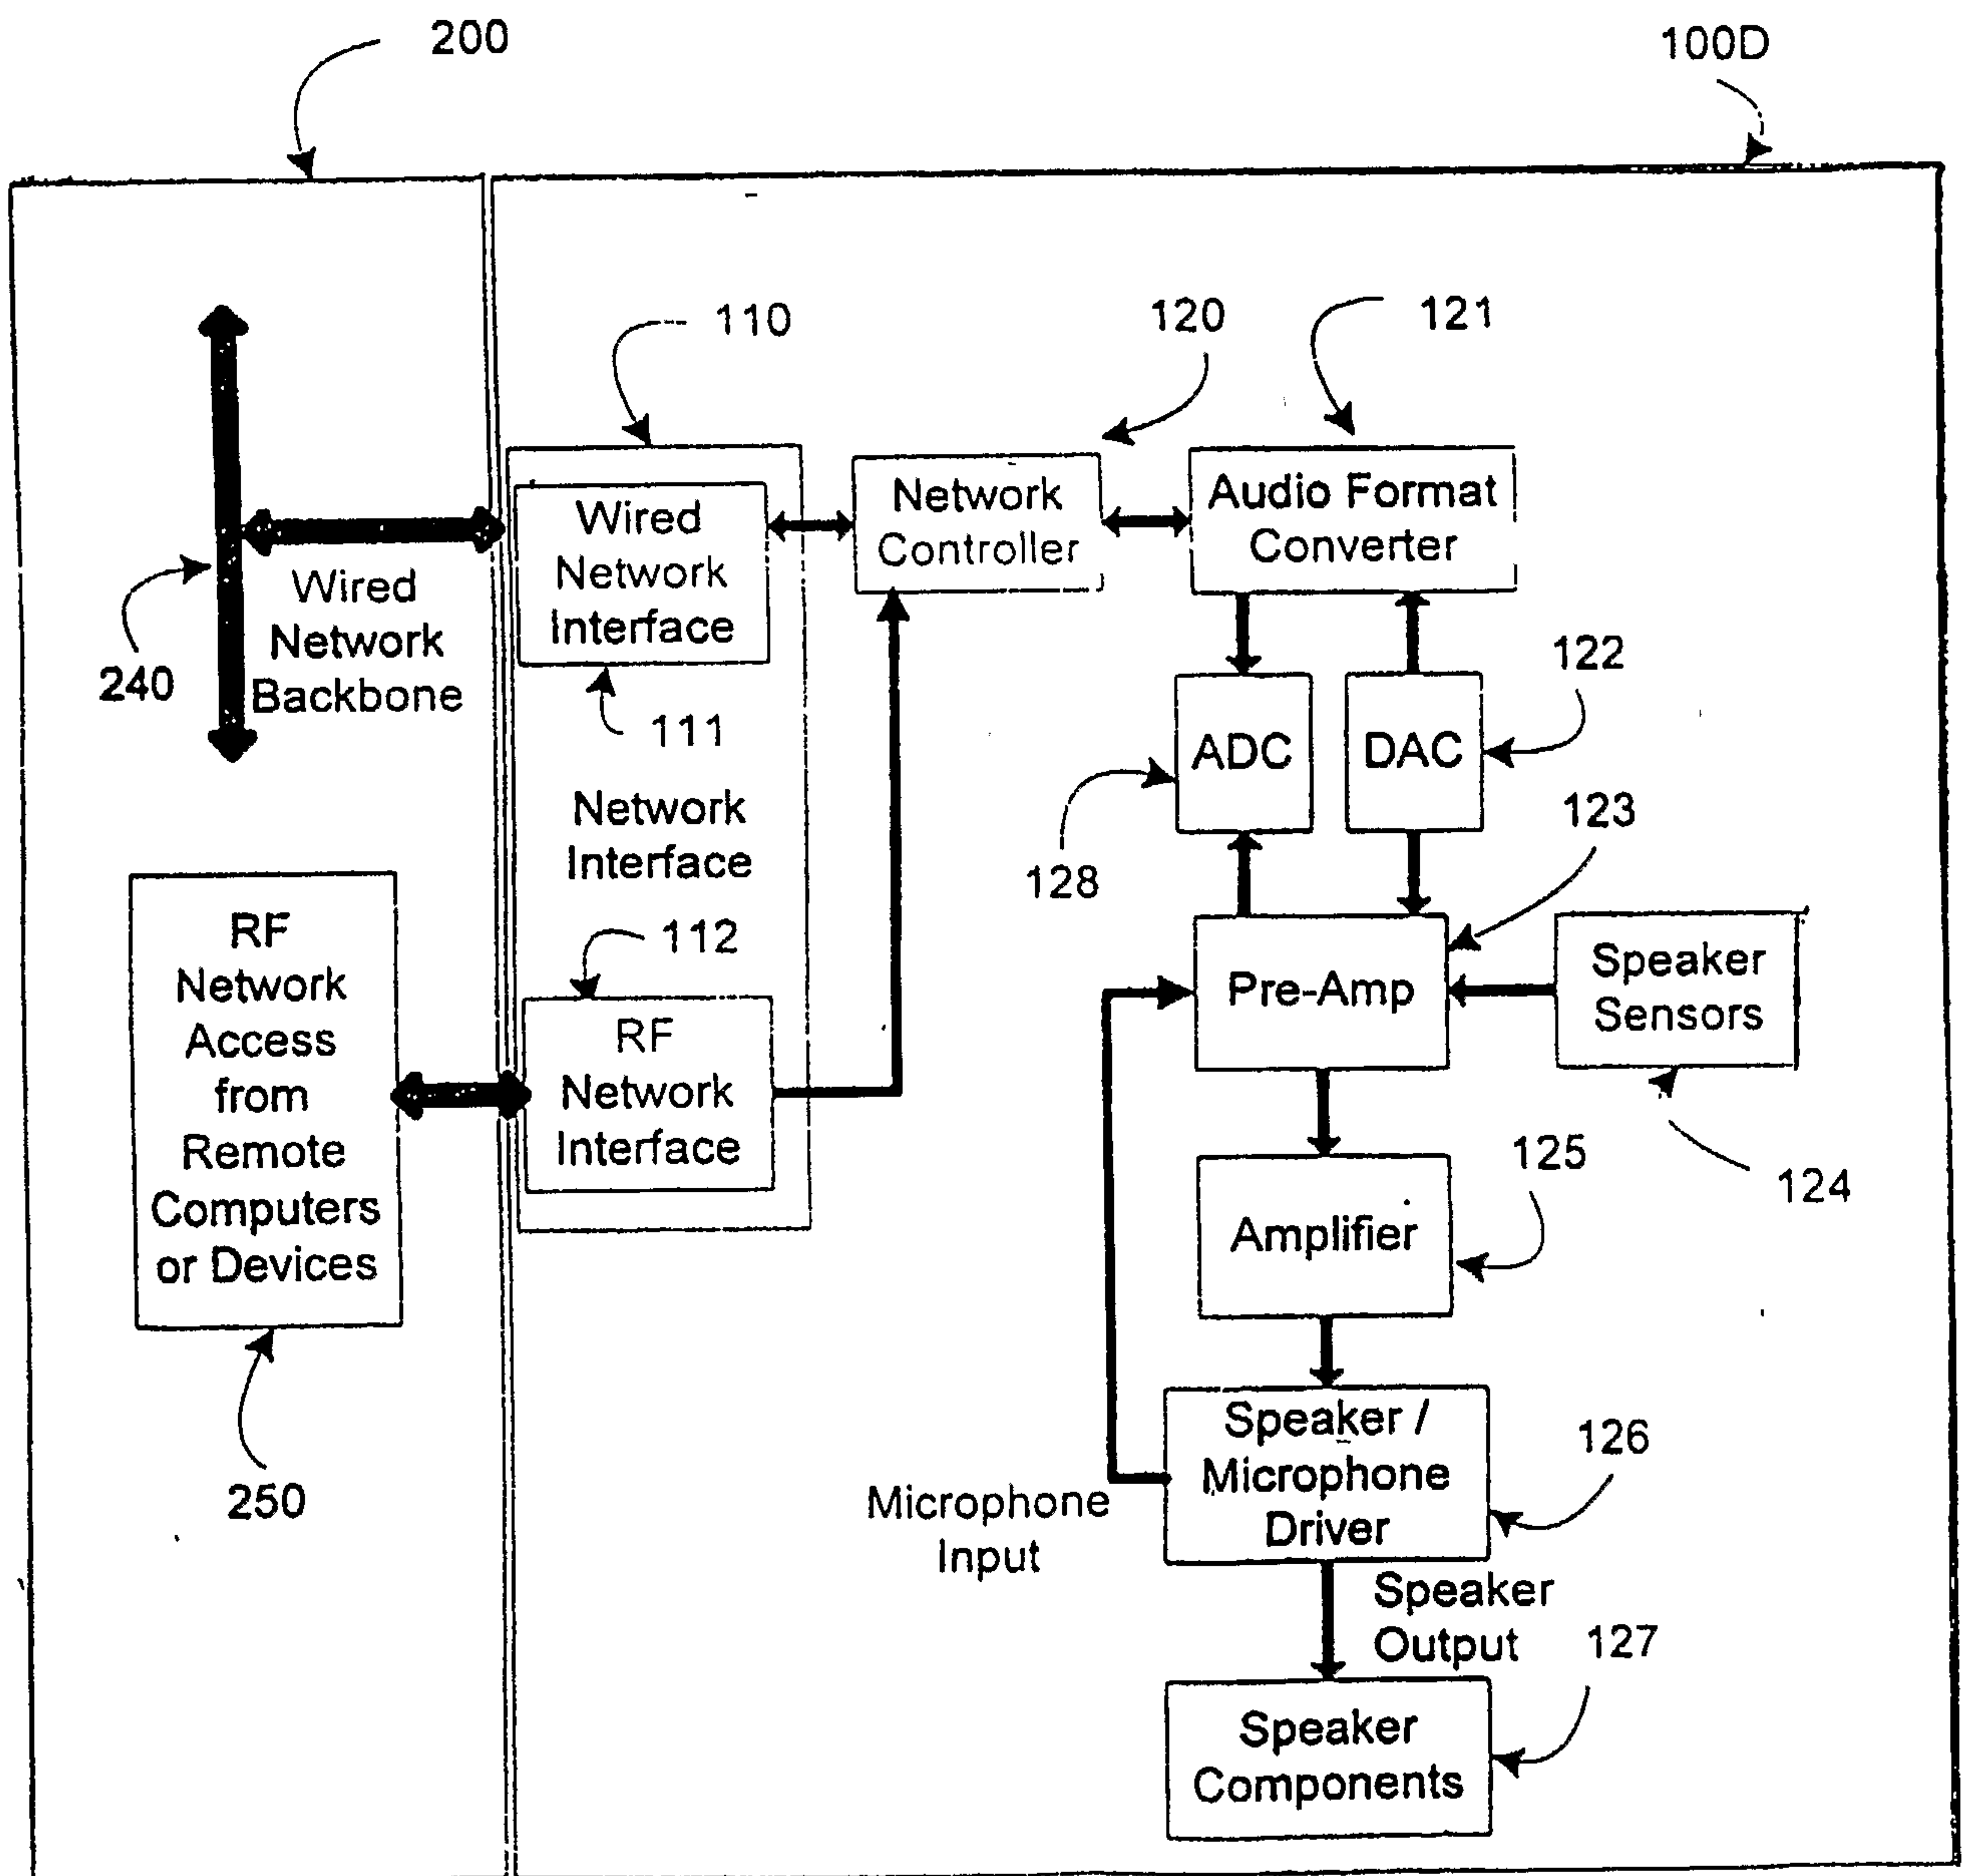 200
100D
110
120
121
Wired
Network
Interface
Network
Controller
Audio Format
Converter
Wired
Network
Backbone
240
111
122
ADC
DAC
Network
Interface
123
128
RF
Network
Access
from
Remote
Computers
or Devices
112
Pre-Amp
Speaker
Sensors
RF
Network
Interface
125
124
Amplifier
250
Speaker /
Microphone
Driver
126
Microphone
Input
Speaker
Output
127
Speaker
Components